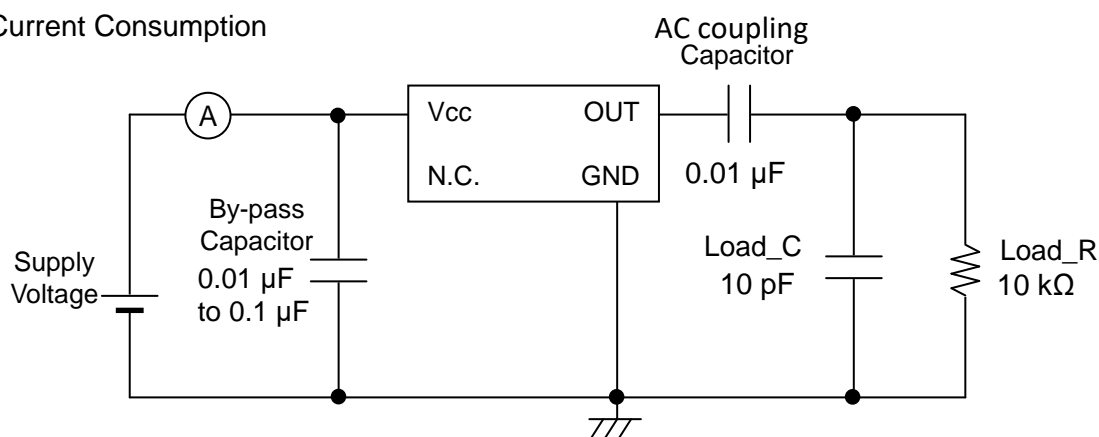 Current Consumption
AC coupling
Capacitor
A
Vcc
OUT
N.C.
GND
0.01 µF
By-pass
Capacitor
0.01 µF
to 0.1 µF
Supply
Voltage
Load_C
10 pF
Load_R
10 kΩ